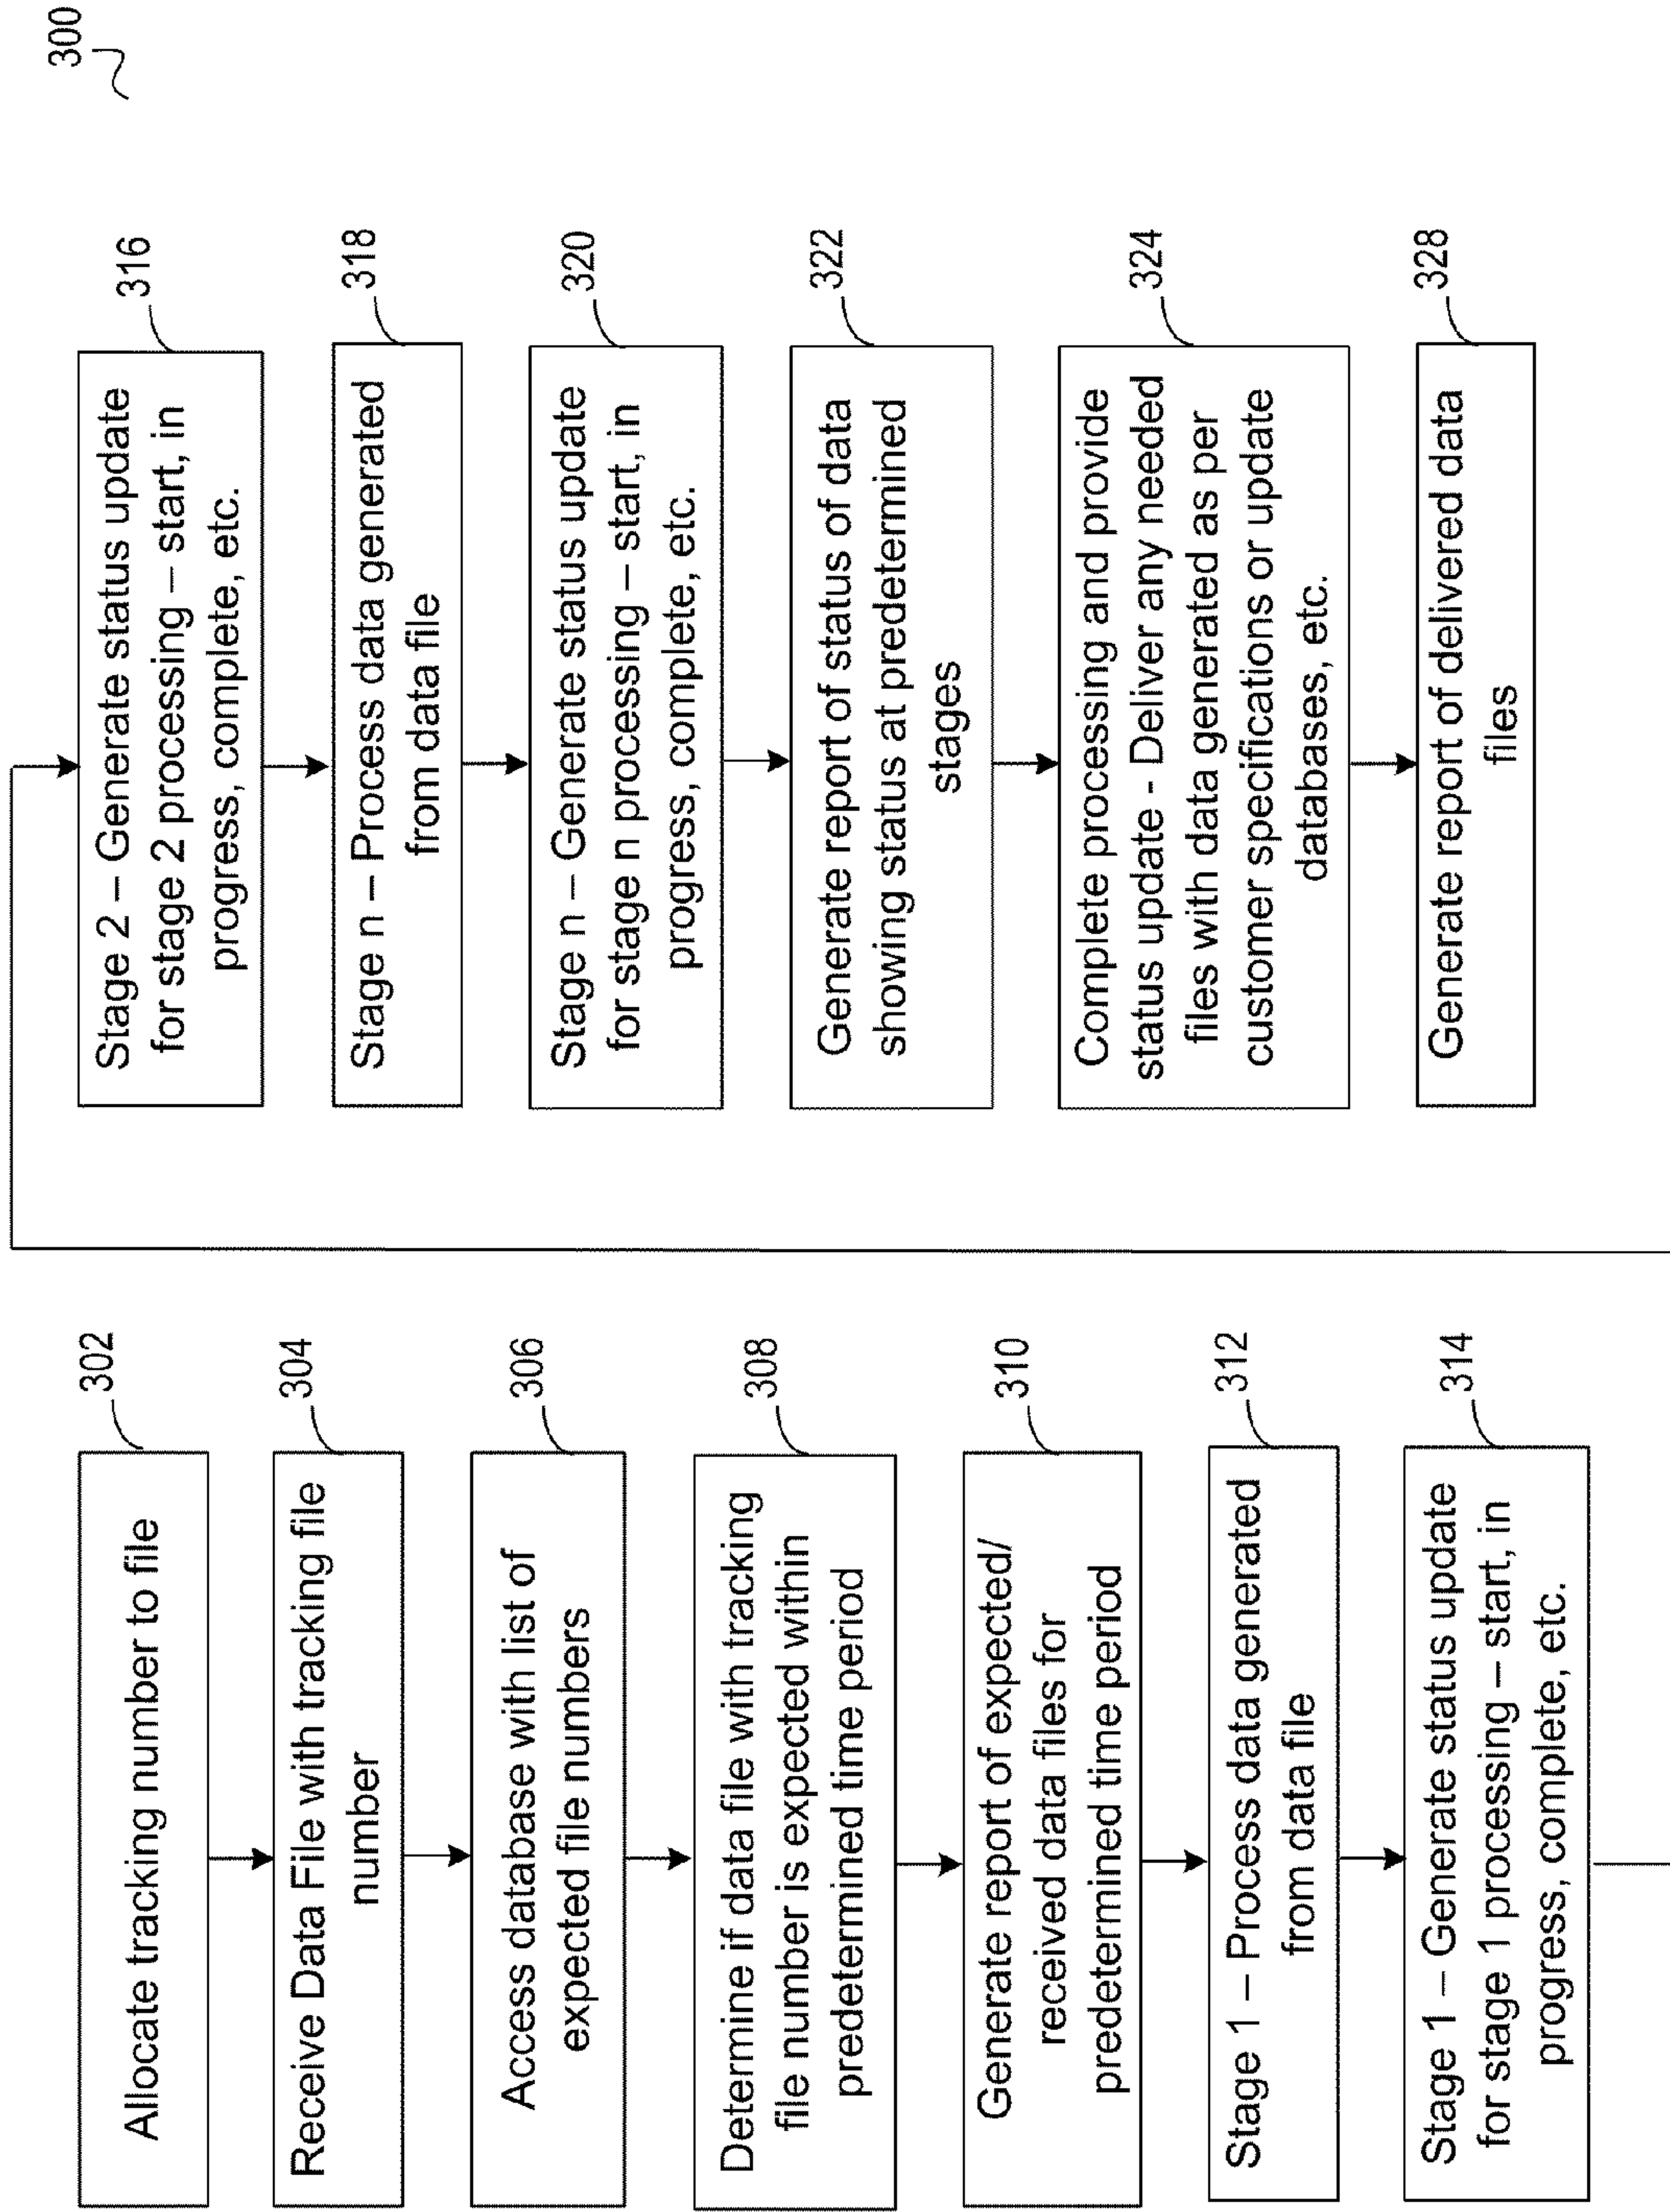 300
Allocate tracking number to file
302
Receive Data File with tracking file
number
304
Access database with list of
expected file numbers
306
Determine if data file with tracking
file number is expected within
predetermined time period
308
Generate report of expected/
received data files for
predetermined time period
310
Stage 1 – Process data generated
from data file
312
Stage 1 – Generate status update
for stage 1 processing – start, in
progress, complete, etc.
314
Stage 2 – Generate status update
for stage 2 processing – start, in
progress, complete, etc.
316
Stage n – Process data generated
from data file
318
Stage n – Generate status update
for stage n processing – start, in
progress, complete, etc.
320
Generate report of status of data
showing status at predetermined
stages
322
Complete processing and provide
status update - Deliver any needed
files with data generated as per
customer specifications or update
databases, etc.
324
Generate report of delivered data
files
328